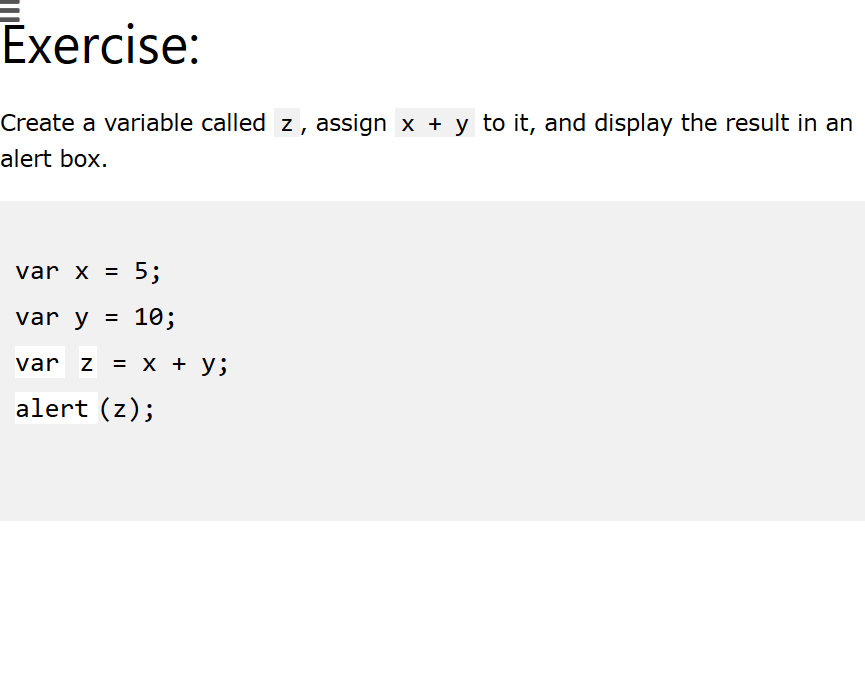 Exercise:
Create a variable called z, assign x + y to it, and display the result in an
alert box.
var x = 5;
var y = 10;
var z = x + y;
alert(z);